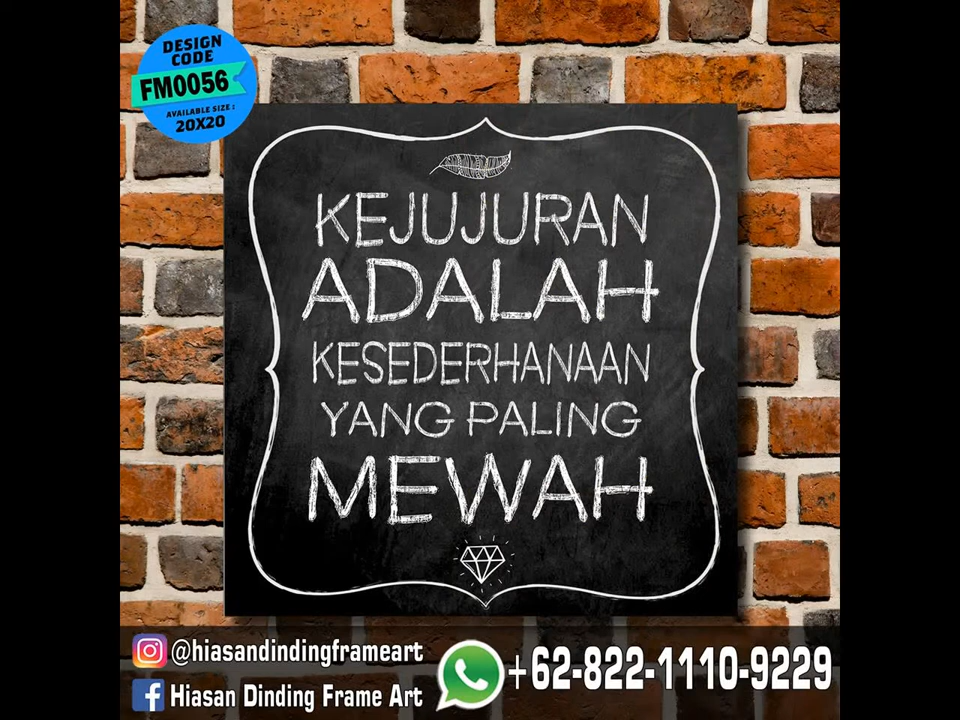 DESIGN
CODE
FM0056
AVAILABLE SIZE :
20X20
KEJUJURAN
ADALAH
KESEDERHANAAN
YANG PALING
MEWAH
@hiasandindingframeart
Hiasan Dinding Frame Art
+62-822-1110-9229